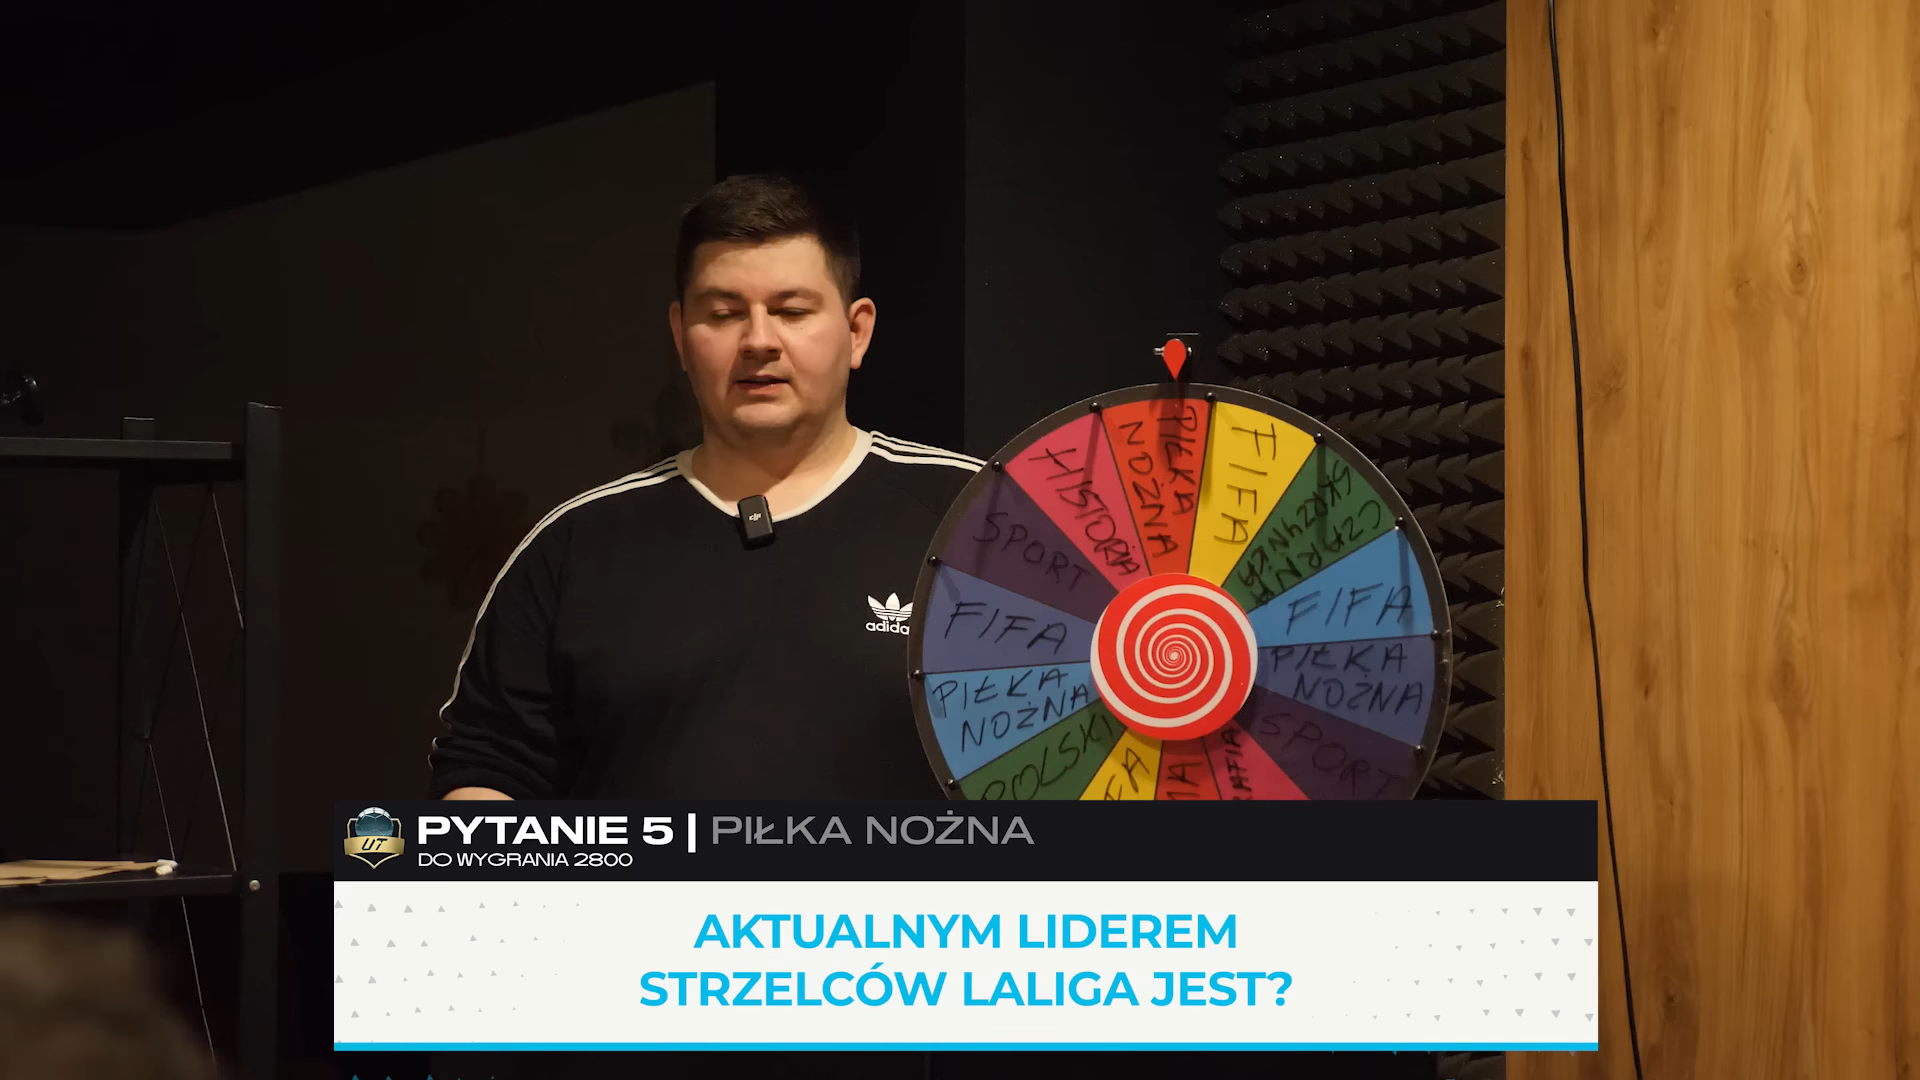 PIŁKA
NOŻNA
FIFA
CZARNA
SKRZYNKA
FIFA
PIŁKA
NOŻNA
SPORT
HISTORIA
SPORT
FIFA
PIŁKA
NOŻNA
POLSKI
adidas
dji
UT
PYTANIE 5 | PIŁKA NOŻNA
DO WYGRANIA 2800
AKTUALNYM LIDEREM
STRZELCÓW LALIGA JEST?